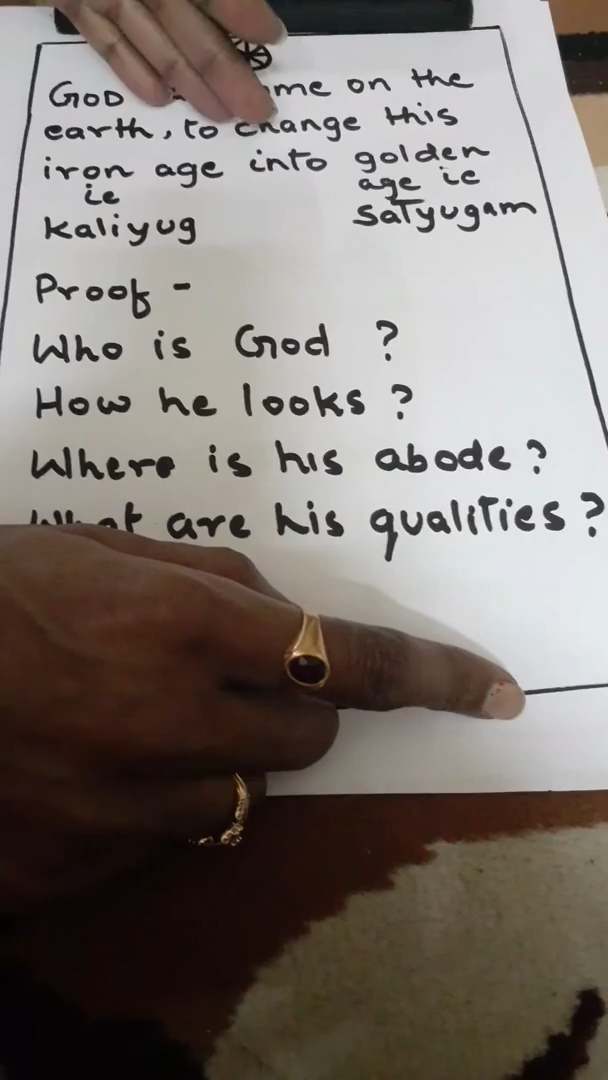 GOD me on the
earth, to change this
iron age into golden
ie age ie
kaliyug satyugam
Proof -
Who is God ?
How he looks ?
Where is his abode ?
What are his qualities ?